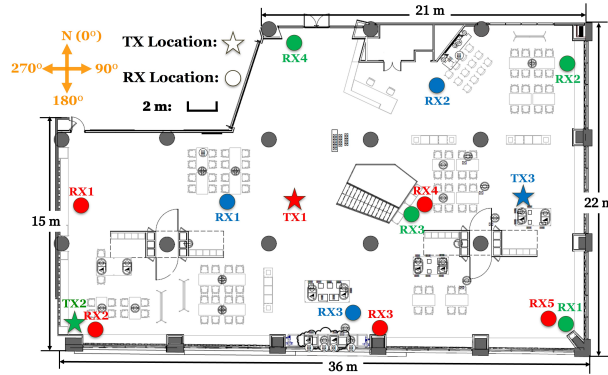 21 m
N (0°)
270° 90°
180°
TX Location:
RX Location:
2 m:
RX4
RX2
RX2
RX1
RX1
TX1
RX4
RX3
TX3
15 m
22 m
TX2
RX2
RX3
RX3
RX5
RX1
36 m